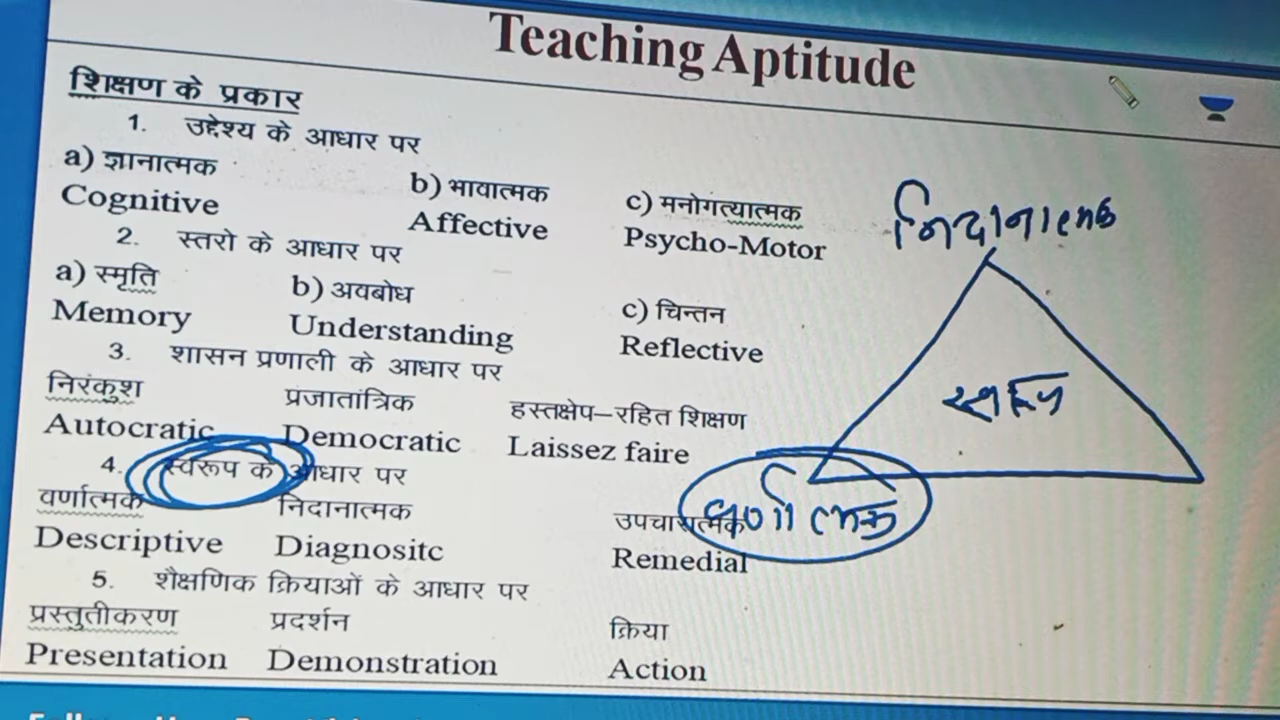 Teaching Aptitude
शिक्षण के प्रकार
1. उद्देश्य के आधार पर
a) ज्ञानात्मक b) भावात्मक c) मनोगत्यात्मक
Cognitive Affective Psycho-Motor
2. स्तरो के आधार पर
a) स्मृति b) अवबोध c) चिन्तन
Memory Understanding Reflective
3. शासन प्रणाली के आधार पर
निरंकुश प्रजातांत्रिक हस्तक्षेप–रहित शिक्षण
Autocratic Democratic Laissez faire
4. स्वरूप के आधार पर
वर्णात्मक निदानात्मक उपचारात्मक
Descriptive Diagnositc Remedial
5. शैक्षणिक क्रियाओं के आधार पर
प्रस्तुतीकरण प्रदर्शन क्रिया
Presentation Demonstration Action
निदानात्मक
स्वरूप